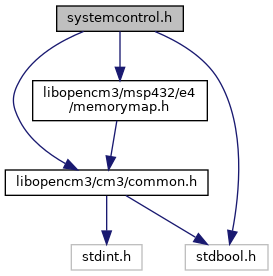 systemcontrol.h
libopencm3/msp432/e4
/memorymap.h
libopencm3/cm3/common.h
stdint.h
stdbool.h